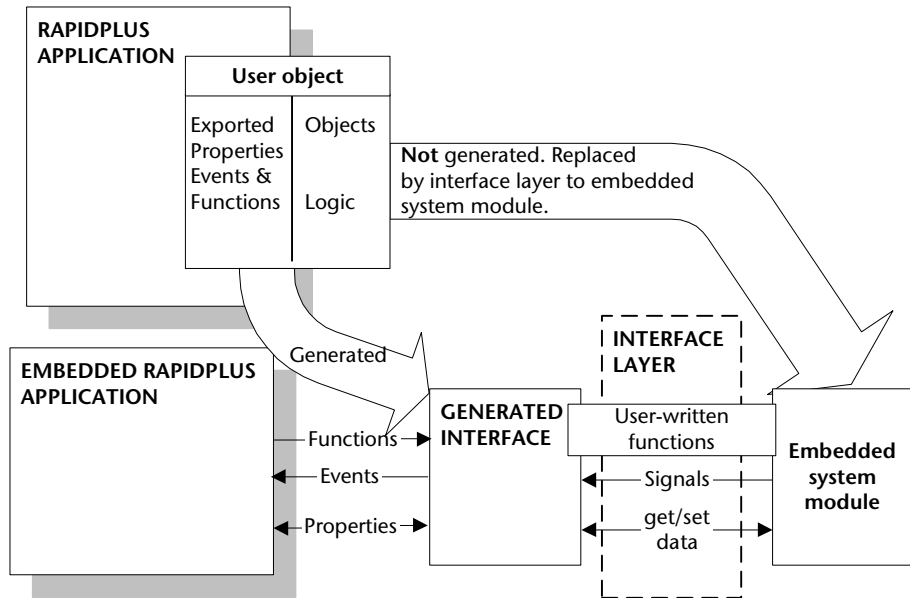 RAPIDPLUS
APPLICATION
User object
Exported
Properties
Events &
Functions
Objects
Logic
Not generated. Replaced
by interface layer to embedded
system module.
Generated
INTERFACE
LAYER
EMBEDDED RAPIDPLUS
APPLICATION
GENERATED
INTERFACE
User-written
functions
Embedded
system
module
Functions
Events
Properties
Signals
get/set
data